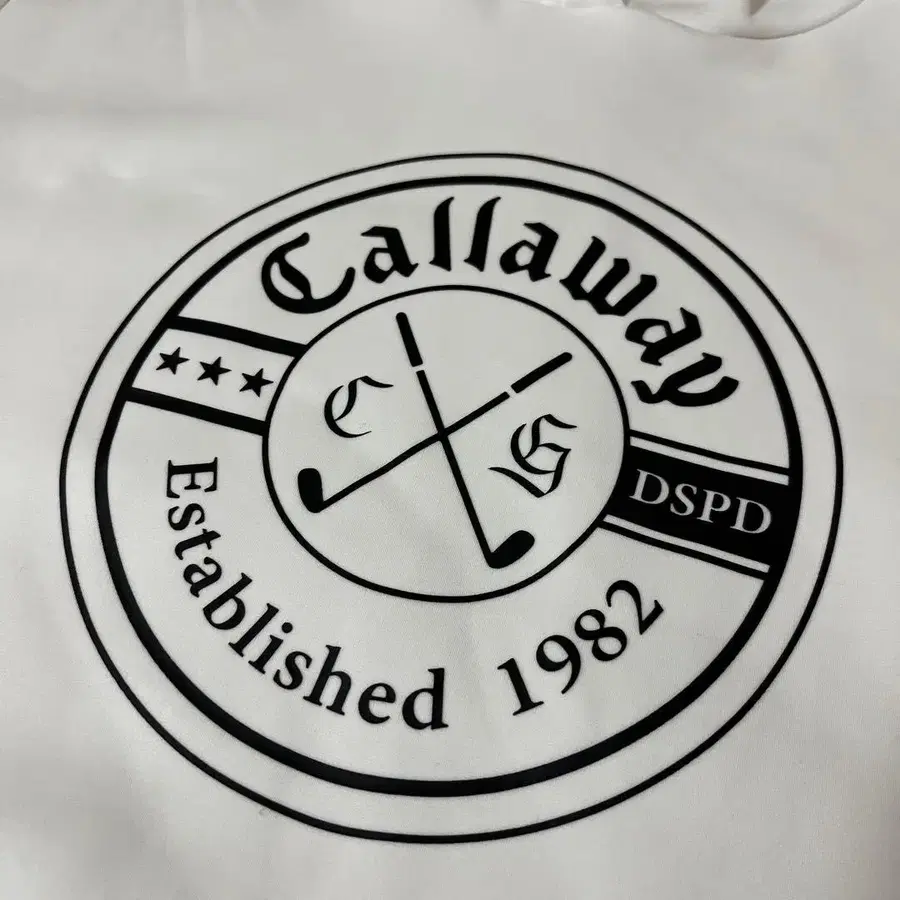 Callaway
★★★
C G
DSPD
Established 1982